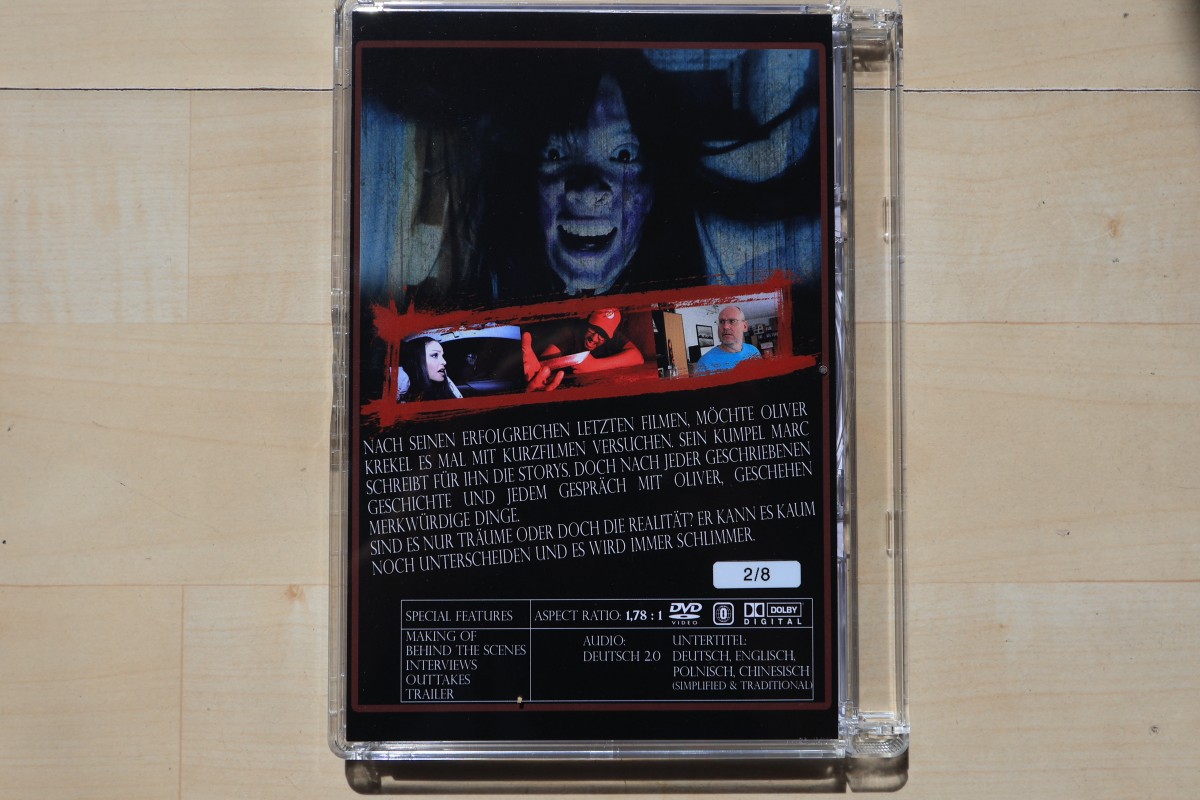 NACH SEINEN ERFOLGREICHEN LETZTEN FILMEN, MÖCHTE OLIVER
KREKEL ES MAL MIT KURZFILMEN VERSUCHEN. SEIN KUMPEL MARC
SCHREIBT FÜR IHN DIE STORYS. DOCH NACH JEDER GESCHRIEBENEN
GESCHICHTE UND JEDEM GESPRÄCH MIT OLIVER, GESCHEHEN
MERKWÜRDIGE DINGE.
SIND ES NUR TRÄUME ODER DOCH DIE REALITÄT? ER KANN ES KAUM
NOCH UNTERSCHEIDEN UND ES WIRD IMMER SCHLIMMER.
2/8
SPECIAL FEATURES
MAKING OF
BEHIND THE SCENES
INTERVIEWS
OUTTAKES
TRAILER
ASPECT RATIO: 1,78 : 1
DVD
VIDEO
0
DOLBY
DIGITAL
AUDIO:
DEUTSCH 2.0
UNTERTITEL:
DEUTSCH, ENGLISCH,
POLNISCH, CHINESISCH
(SIMPLIFIED & TRADITIONAL)